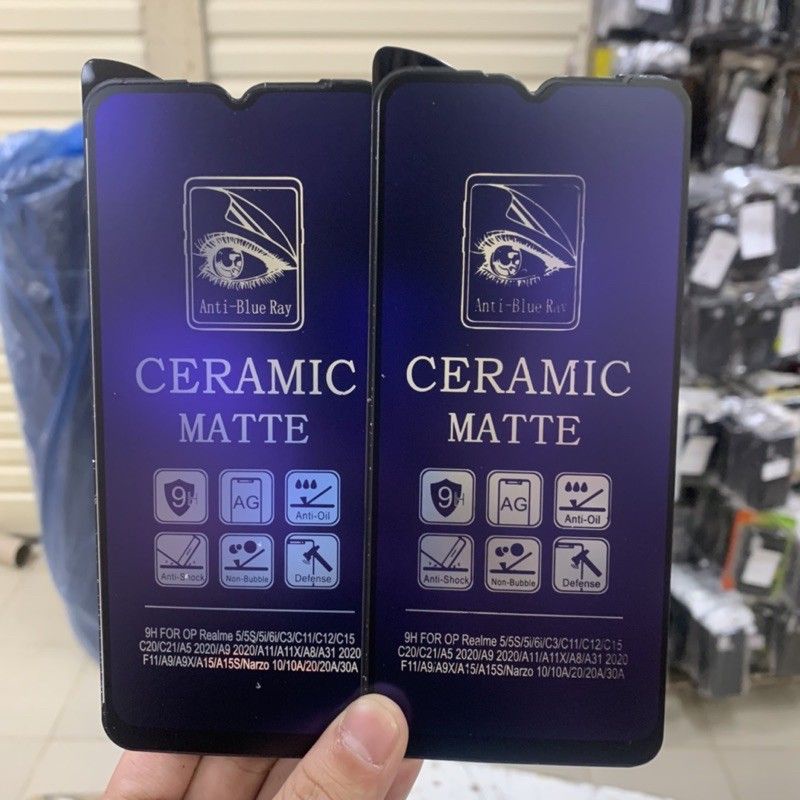 Anti-Blue Ray
CERAMIC
MATTE
9H
AG
Anti-Oil
Anti-Shock
Non-Bubble
Defense
9H FOR OP Realme 5/5S/5i/6i/C3/C11/C12/C15
C20/C21/A5 2020/A9 2020/A11/A11X/A8/A31 2020
F11/A9/A9X/A15/A15S/Narzo 10/10A/20/20A/30A
Anti-Blue Ray
CERAMIC
MATTE
9H
AG
Anti-Oil
Anti-Shock
Non-Bubble
Defense
9H FOR OP Realme 5/5S/5i/6i/C3/C11/C12/C15
C20/C21/A5 2020/A9 2020/A11/A11X/A8/A31 2020
F11/A9/A9X/A15/A15S/Narzo 10/10A/20/20A/30A